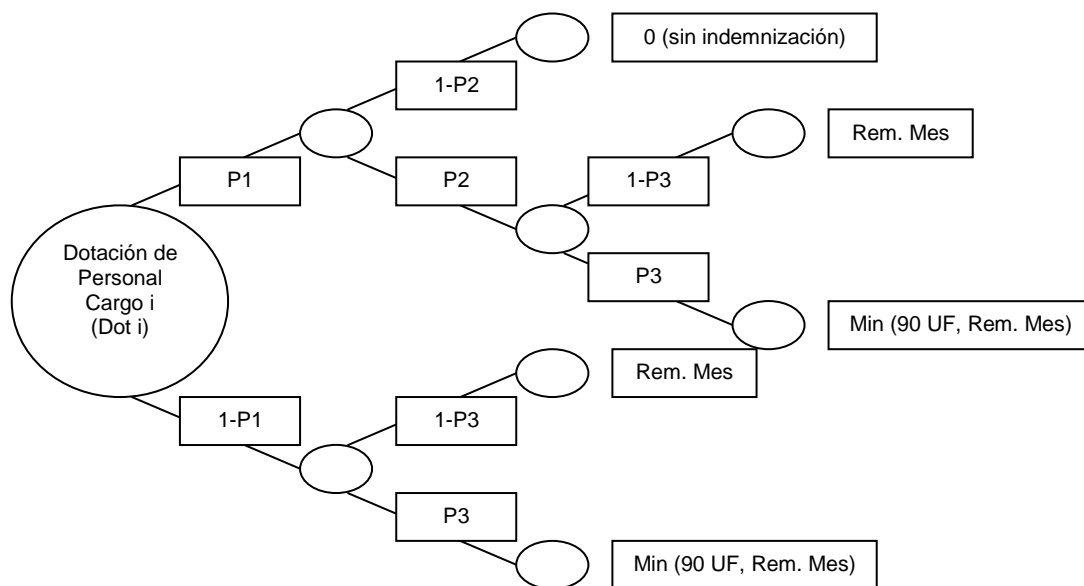 0 (sin indemnización)
1-P2
Rem. Mes
P1
P2
1-P3
Dotación de
Personal
Cargo i
(Dot i)
P3
Min (90 UF, Rem. Mes)
Rem. Mes
1-P1
1-P3
P3
Min (90 UF, Rem. Mes)